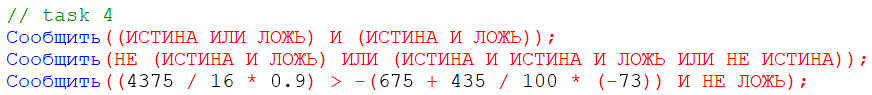 // task 4
Сообщить((ИСТИНА ИЛИ ЛОЖЬ) И (ИСТИНА И ЛОЖЬ));
Сообщить(НЕ (ИСТИНА И ЛОЖЬ) ИЛИ (ИСТИНА И ИСТИНА И ЛОЖЬ ИЛИ НЕ ИСТИНА));
Сообщить((4375 / 16 * 0.9) > -(675 + 435 / 100 * (-73)) И НЕ ЛОЖЬ);